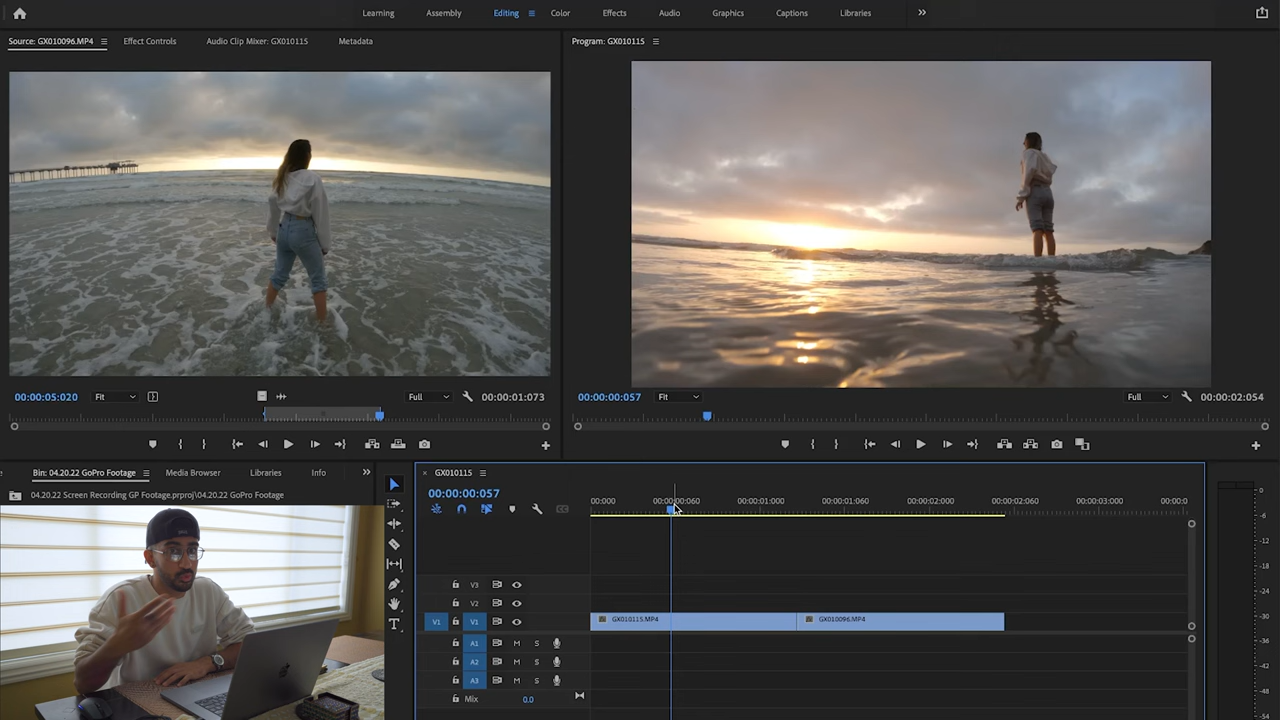 Learning Assembly Editing Color Effects Audio Graphics Captions Libraries
Source: GX010096.MP4 Effect Controls Audio Clip Mixer: GX010115 Metadata
Program: GX010115
00:00:05:020 Fit Full 00:00:01:073
00:00:00:057 Fit Full 00:00:02:054
Bin: 04.20.22 GoPro Footage Media Browser Libraries Info
04.20.22 Screen Recording GP Footage.prproj\04.20.22 GoPro Footage
GX010115
00:00:00:057
00:000 00:00:00:060 00:00:01:000 00:00:01:060 00:00:02:000 00:00:02:060 00:00:03:000 00:00:0
V3
V2
V1 V1 GX010115.MP4 GX010096.MP4
A1 M S
A2 M S
A3 M S
Mix 0.0
0
-6
-12
-18
-24
-30
-36
-42
-48
-54